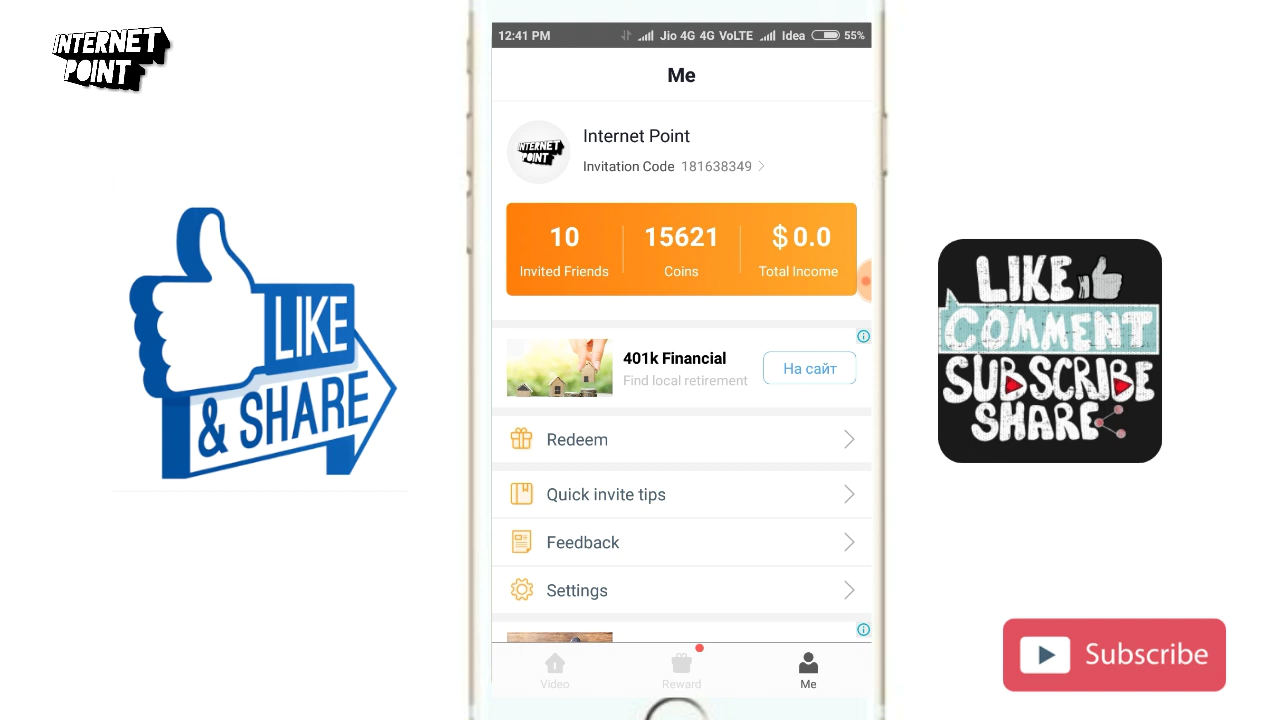 INTERNET
POINT
12:41 PM
Jio 4G 4G VoLTE
Idea
55%
Me
INTERNET
POINT
Internet Point
Invitation Code 181638349
10
15621
$ 0.0
Invited Friends
Coins
Total Income
401k Financial
Find local retirement
На сайт
Redeem
Quick invite tips
Feedback
Settings
Video
Reward
Me
LIKE
& SHARE
LIKE
COMMENT
SUBSCRIBE
SHARE
Subscribe